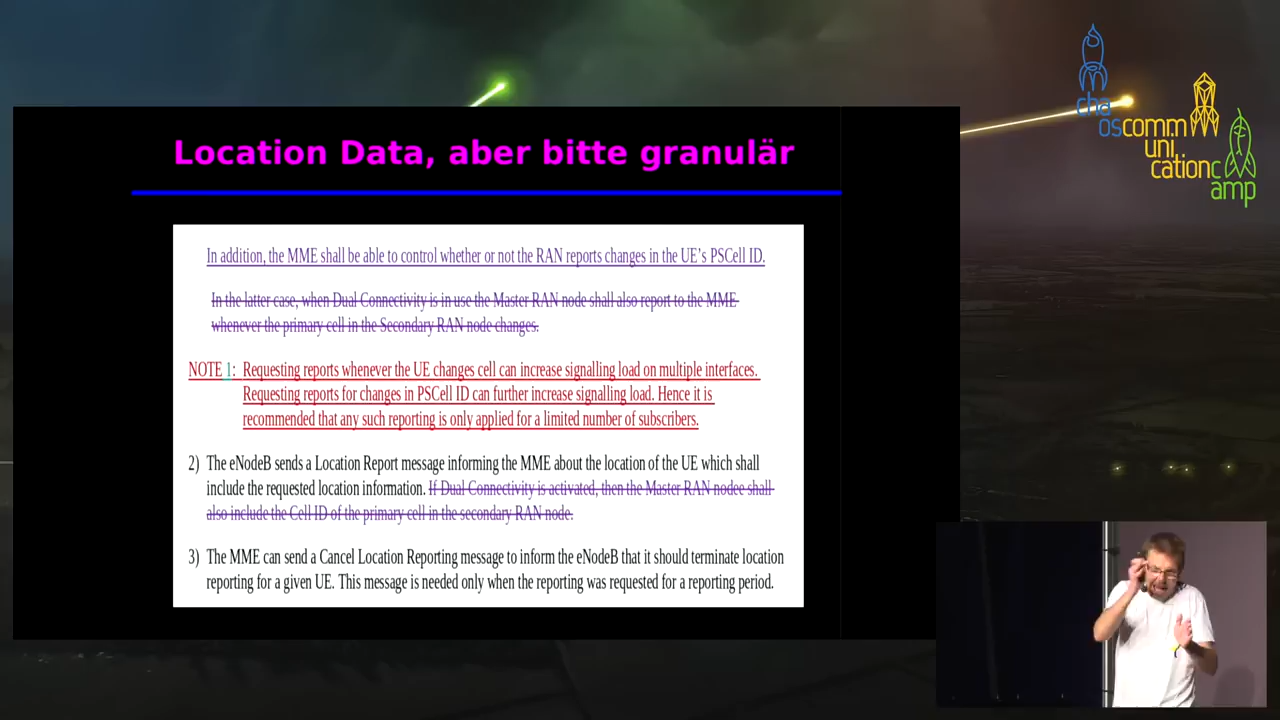 Location Data, aber bitte granulär
In addition, the MME shall be able to control whether or not the RAN reports changes in the UE’s PSCell ID.
In the latter case, when Dual Connectivity is in use the Master RAN node shall also report to the MME
whenever the primary cell in the Secondary RAN node changes.
NOTE 1: Requesting reports whenever the UE changes cell can increase signalling load on multiple interfaces.
Requesting reports for changes in PSCell ID can further increase signalling load. Hence it is
recommended that any such reporting is only applied for a limited number of subscribers.
2) The eNodeB sends a Location Report message informing the MME about the location of the UE which shall
include the requested location information. If Dual Connectivity is activated, then the Master RAN nodee shall
also include the Cell ID of the primary cell in the secondary RAN node.
3) The MME can send a Cancel Location Reporting message to inform the eNodeB that it should terminate location
reporting for a given UE. This message is needed only when the reporting was requested for a reporting period.
cha
oscomm
uni
cationc
amp